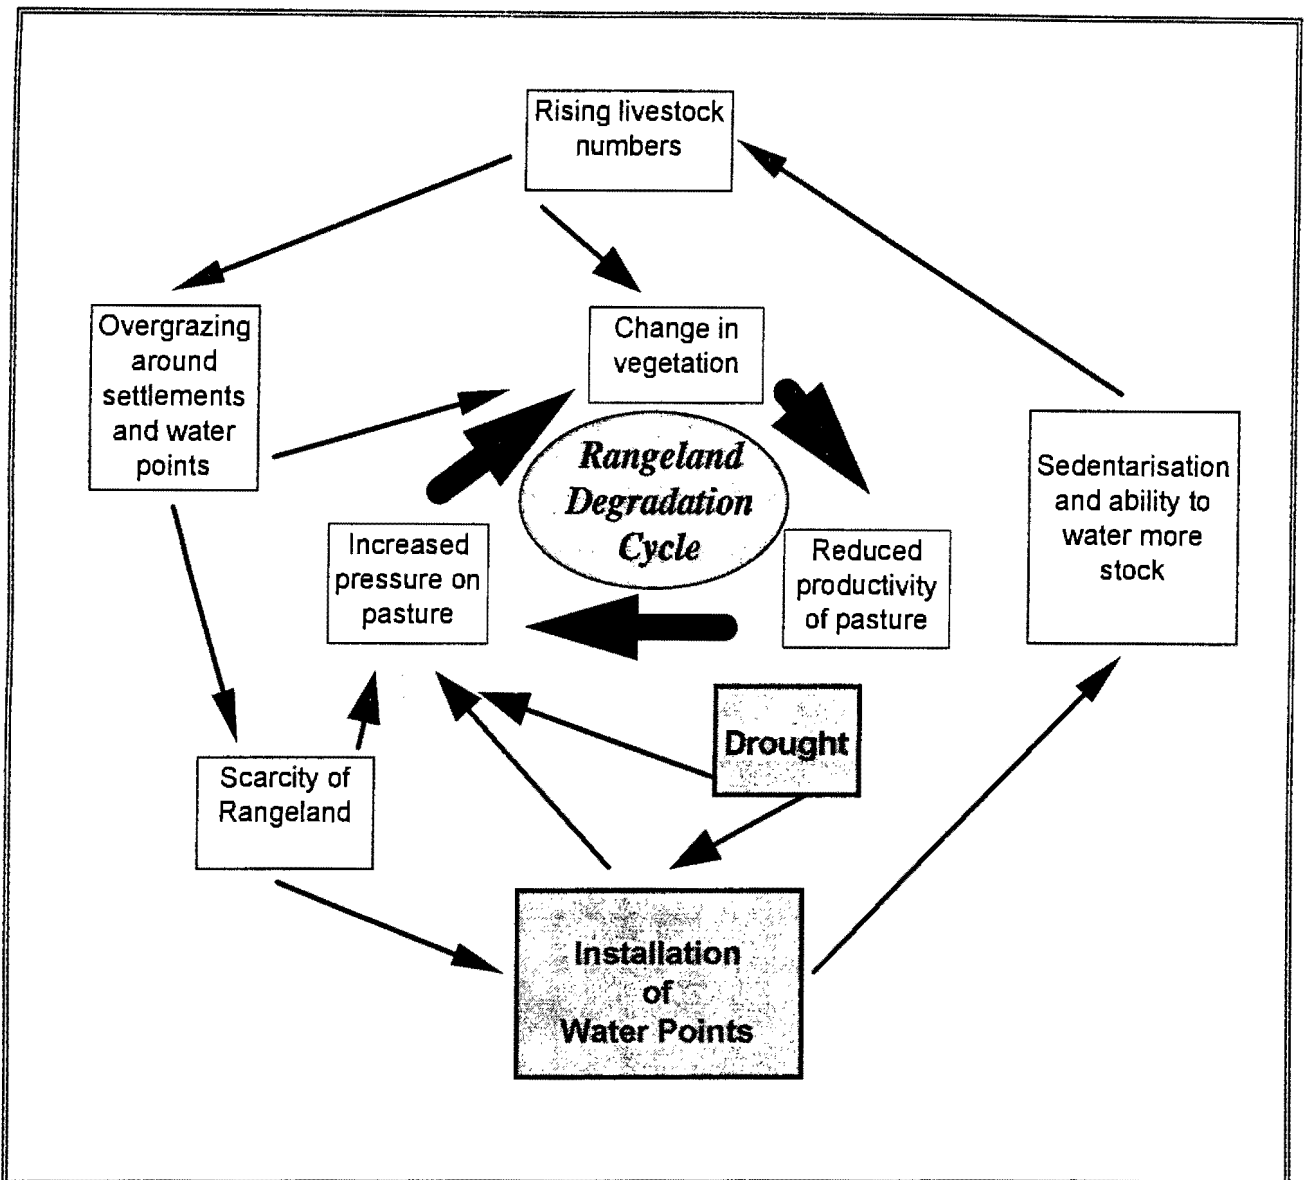 Rising livestock
numbers
Overgrazing
around
settlements
and water
points
Change in
vegetation
Rangeland
Degradation
Cycle
Increased
pressure on
pasture
Reduced
productivity
of pasture
Sedentarisation
and ability to
water more
stock
Drought
Scarcity of
Rangeland
Installation
of
Water Points